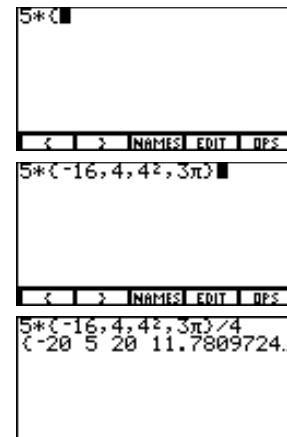 5*{
{ } NAMES EDIT OPS
5*{-16,4,4²,3π}
{ } NAMES EDIT OPS
5*{-16,4,4²,3π}/4
{-20 5 20 11.7809724…